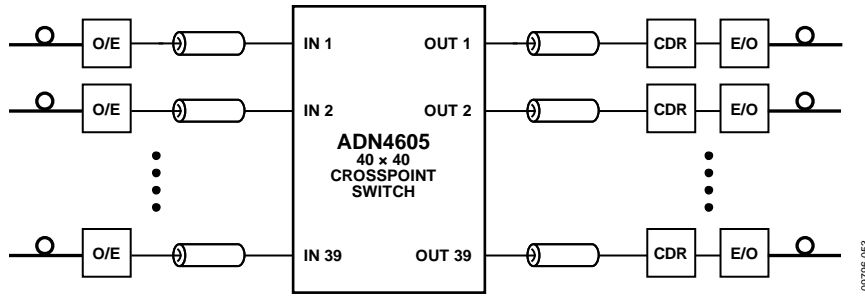 O/E IN 1 OUT 1 CDR E/O
O/E IN 2 OUT 2 CDR E/O
ADN4605
40 × 40
CROSSPOINT
SWITCH
O/E IN 39 OUT 39 CDR E/O